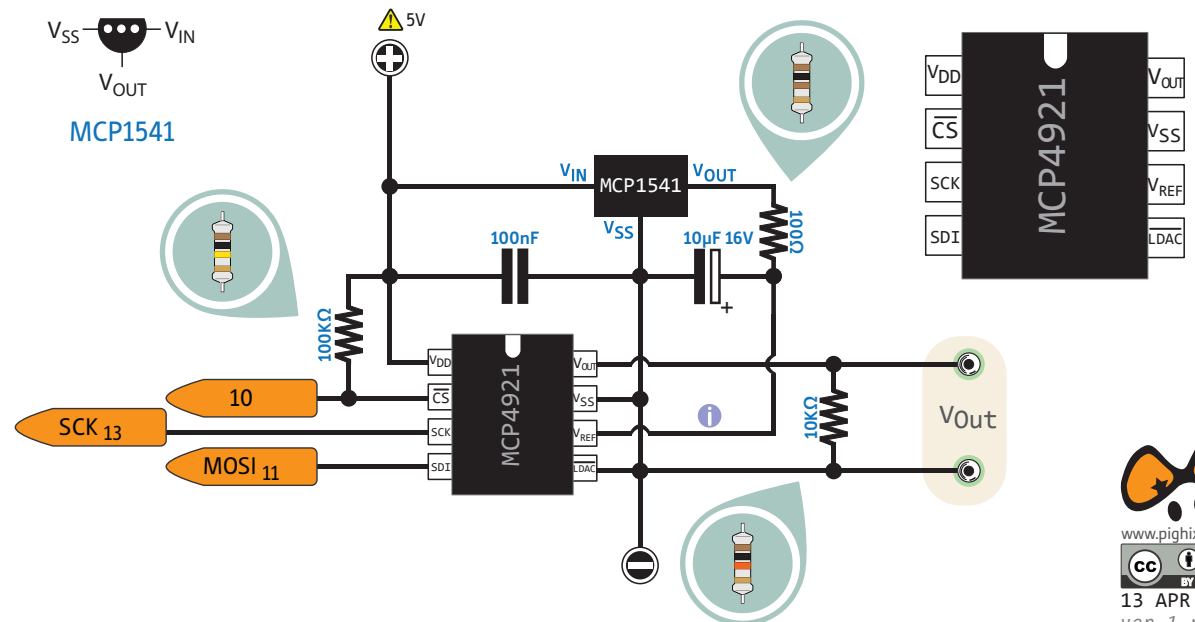 VSS
VIN
VOUT
MCP1541
5V
VIN
MCP1541
VOUT
VSS
100nF
10µF 16V
100Ω
+
100KΩ
10
SCK 13
MOSI 11
VDD
CS
SCK
SDI
MCP4921
VOUT
VSS
VREF
LDAC
i
10KΩ
VOut
VDD
CS
SCK
SDI
MCP4921
VOUT
VSS
VREF
LDAC
www.pighix
cc
BY
13 APR